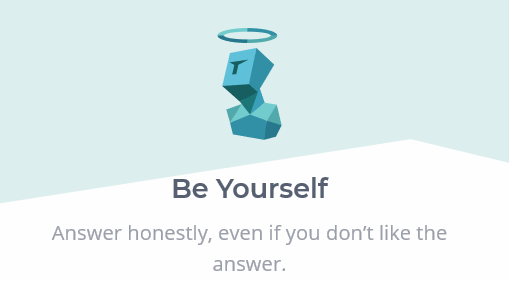 Be Yourself
Answer honestly, even if you don’t like the
answer.